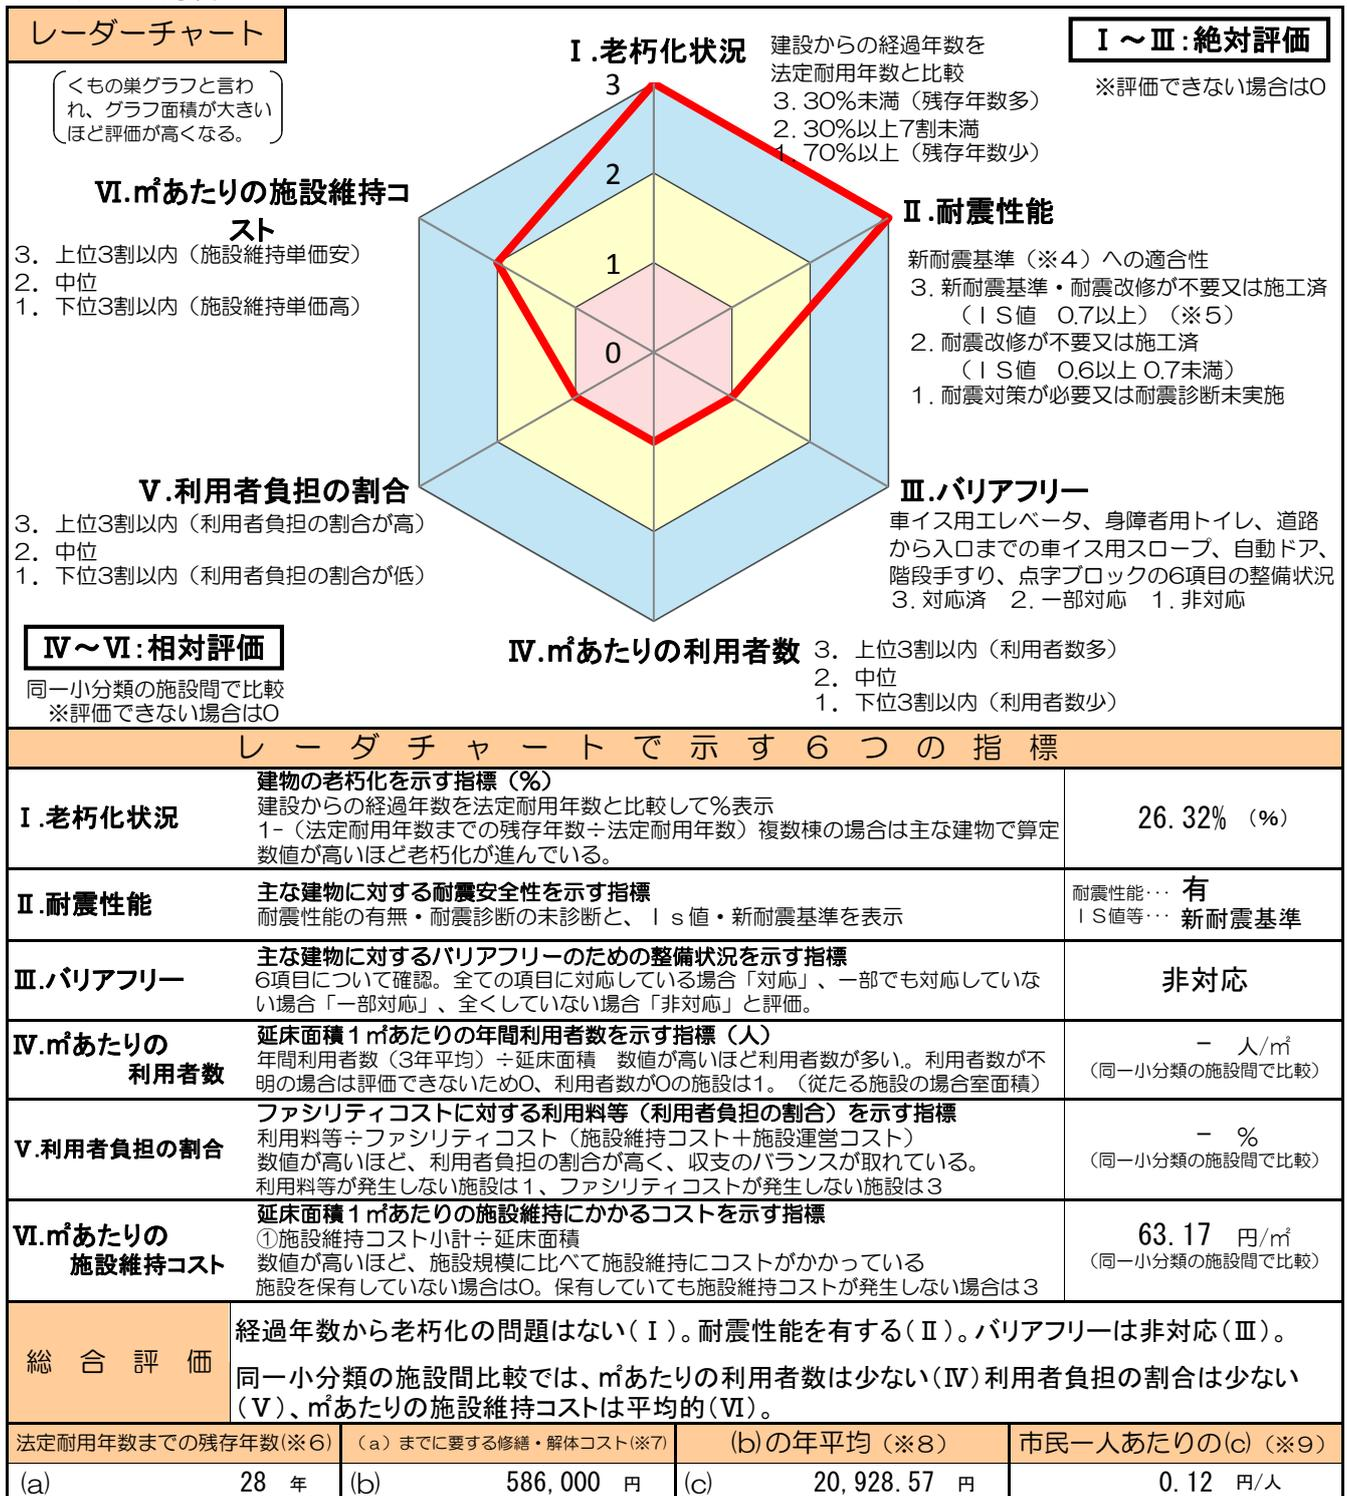 レーダーチャート
くもの巣グラフと言わ
れ、グラフ面積が大きい
ほど評価が高くなる。
Ⅰ.老朽化状況
建設からの経過年数を
法定耐用年数と比較
3. 30%未満（残存年数多）
2. 30%以上7割未満
1. 70%以上（残存年数少）
Ⅰ～Ⅲ:絶対評価
※評価できない場合は0
3
2
1
0
Ⅵ.㎡あたりの施設維持コ
スト
3. 上位3割以内（施設維持単価安）
2. 中位
1. 下位3割以内（施設維持単価高）
Ⅱ.耐震性能
新耐震基準（※4）への適合性
3. 新耐震基準・耐震改修が不要又は施工済
（ＩＳ値　0.7以上）（※5）
2. 耐震改修が不要又は施工済
（ＩＳ値　0.6以上 0.7未満）
1. 耐震対策が必要又は耐震診断未実施
Ⅴ.利用者負担の割合
3. 上位3割以内（利用者負担の割合が高）
2. 中位
1. 下位3割以内（利用者負担の割合が低）
Ⅲ.バリアフリー
車イス用エレベータ、身障者用トイレ、道路
から入口までの車イス用スロープ、自動ドア、
階段手すり、点字ブロックの6項目の整備状況
3. 対応済　2. 一部対応　1. 非対応
Ⅳ～Ⅵ:相対評価
同一小分類の施設間で比較
※評価できない場合は0
Ⅳ.㎡あたりの利用者数
3. 上位3割以内（利用者数多）
2. 中位
1. 下位3割以内（利用者数少）
レーダチャートで示す６つの指標
Ⅰ.老朽化状況
建物の老朽化を示す指標（%）
建設からの経過年数を法定耐用年数と比較して%表示
1-（法定耐用年数までの残存年数÷法定耐用年数）複数棟の場合は主な建物で算定
数値が高いほど老朽化が進んでいる。
26.32% （%）
Ⅱ.耐震性能
主な建物に対する耐震安全性を示す指標
耐震性能の有無・耐震診断の未診断と、Ｉｓ値・新耐震基準を表示
耐震性能･･･ 有
ＩＳ値等･･･ 新耐震基準
Ⅲ.バリアフリー
主な建物に対するバリアフリーのための整備状況を示す指標
6項目について確認。全ての項目に対応している場合「対応」、一部でも対応していな
い場合「一部対応」、全くしていない場合「非対応」と評価。
非対応
Ⅳ.㎡あたりの
利用者数
延床面積１㎡あたりの年間利用者数を示す指標（人）
年間利用者数（3年平均）÷延床面積　数値が高いほど利用者数が多い。利用者数が不
明の場合は評価できないため0、利用者数が0の施設は1。（従たる施設の場合室面積）
－ 人/㎡
（同一小分類の施設間で比較）
Ⅴ.利用者負担の割合
ファシリティコストに対する利用料等（利用者負担の割合）を示す指標
利用料等÷ファシリティコスト（施設維持コスト＋施設運営コスト）
数値が高いほど、利用者負担の割合が高く、収支のバランスが取れている。
利用料等が発生しない施設は１、ファシリティコストが発生しない施設は３
－ %
（同一小分類の施設間で比較）
Ⅵ.㎡あたりの
施設維持コスト
延床面積１㎡あたりの施設維持にかかるコストを示す指標
①施設維持コスト小計÷延床面積
数値が高いほど、施設規模に比べて施設維持にコストがかかっている
施設を保有していない場合は0。保有していても施設維持コストが発生しない場合は３
63.17 円/㎡
（同一小分類の施設間で比較）
総合評価
経過年数から老朽化の問題はない(Ⅰ)。耐震性能を有する(Ⅱ)。バリアフリーは非対応(Ⅲ)。
同一小分類の施設間比較では、㎡あたりの利用者数は少ない(Ⅳ)利用者負担の割合は少ない
(Ⅴ)、㎡あたりの施設維持コストは平均的(Ⅵ)。
法定耐用年数までの残存年数(※６) （ａ）までに要する修繕・解体コスト(※7) (b)の年平均（※８） 市民一人あたりの(c)（※９）
(a) 28 年 (b) 586,000 円 (c) 20,928.57 円 0.12 円/人